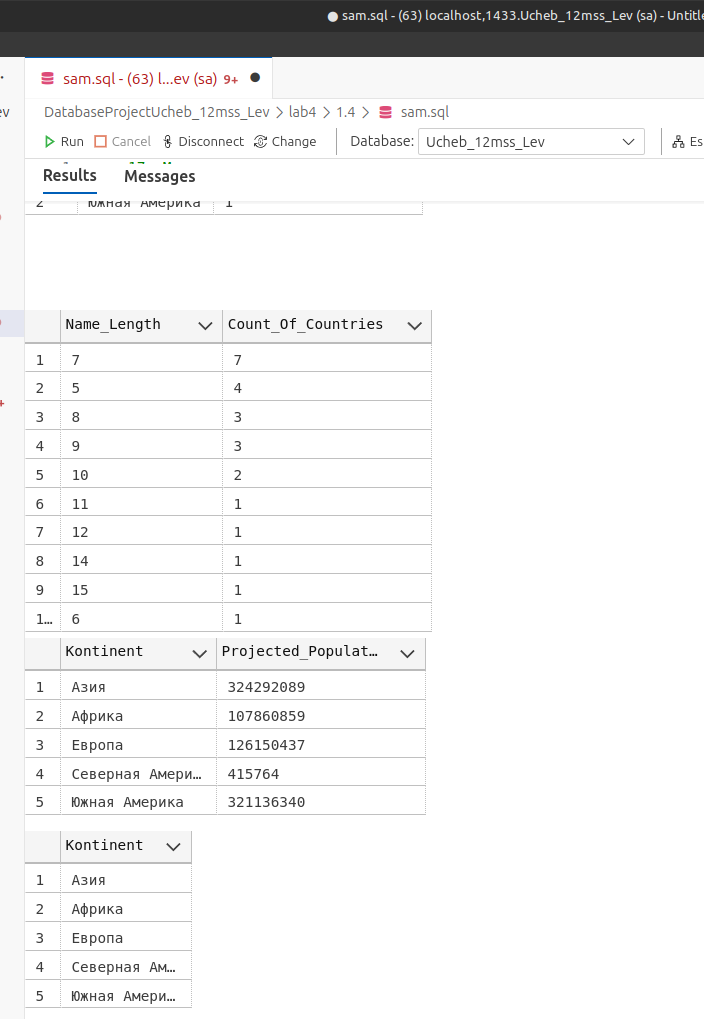 sam.sql - (63) localhost,1433.Ucheb_12mss_Lev (sa) - Untitle
sam.sql - (63) l...ev (sa) 9+
ev
DatabaseProjectUcheb_12mss_Lev > lab4 > 1.4 > sam.sql
Run Cancel Disconnect Change Database: Ucheb_12mss_Lev Es
Results Messages
2 Южная Америка 1
Name_Length Count_Of_Countries
1 7 7
2 5 4
3 8 3
4 9 3
5 10 2
6 11 1
7 12 1
8 14 1
9 15 1
1… 6 1
Kontinent Projected_Populat…
1 Азия 324292089
2 Африка 107860859
3 Европа 126150437
4 Северная Амери… 415764
5 Южная Америка 321136340
Kontinent
1 Азия
2 Африка
3 Европа
4 Северная Ам…
5 Южная Амери…